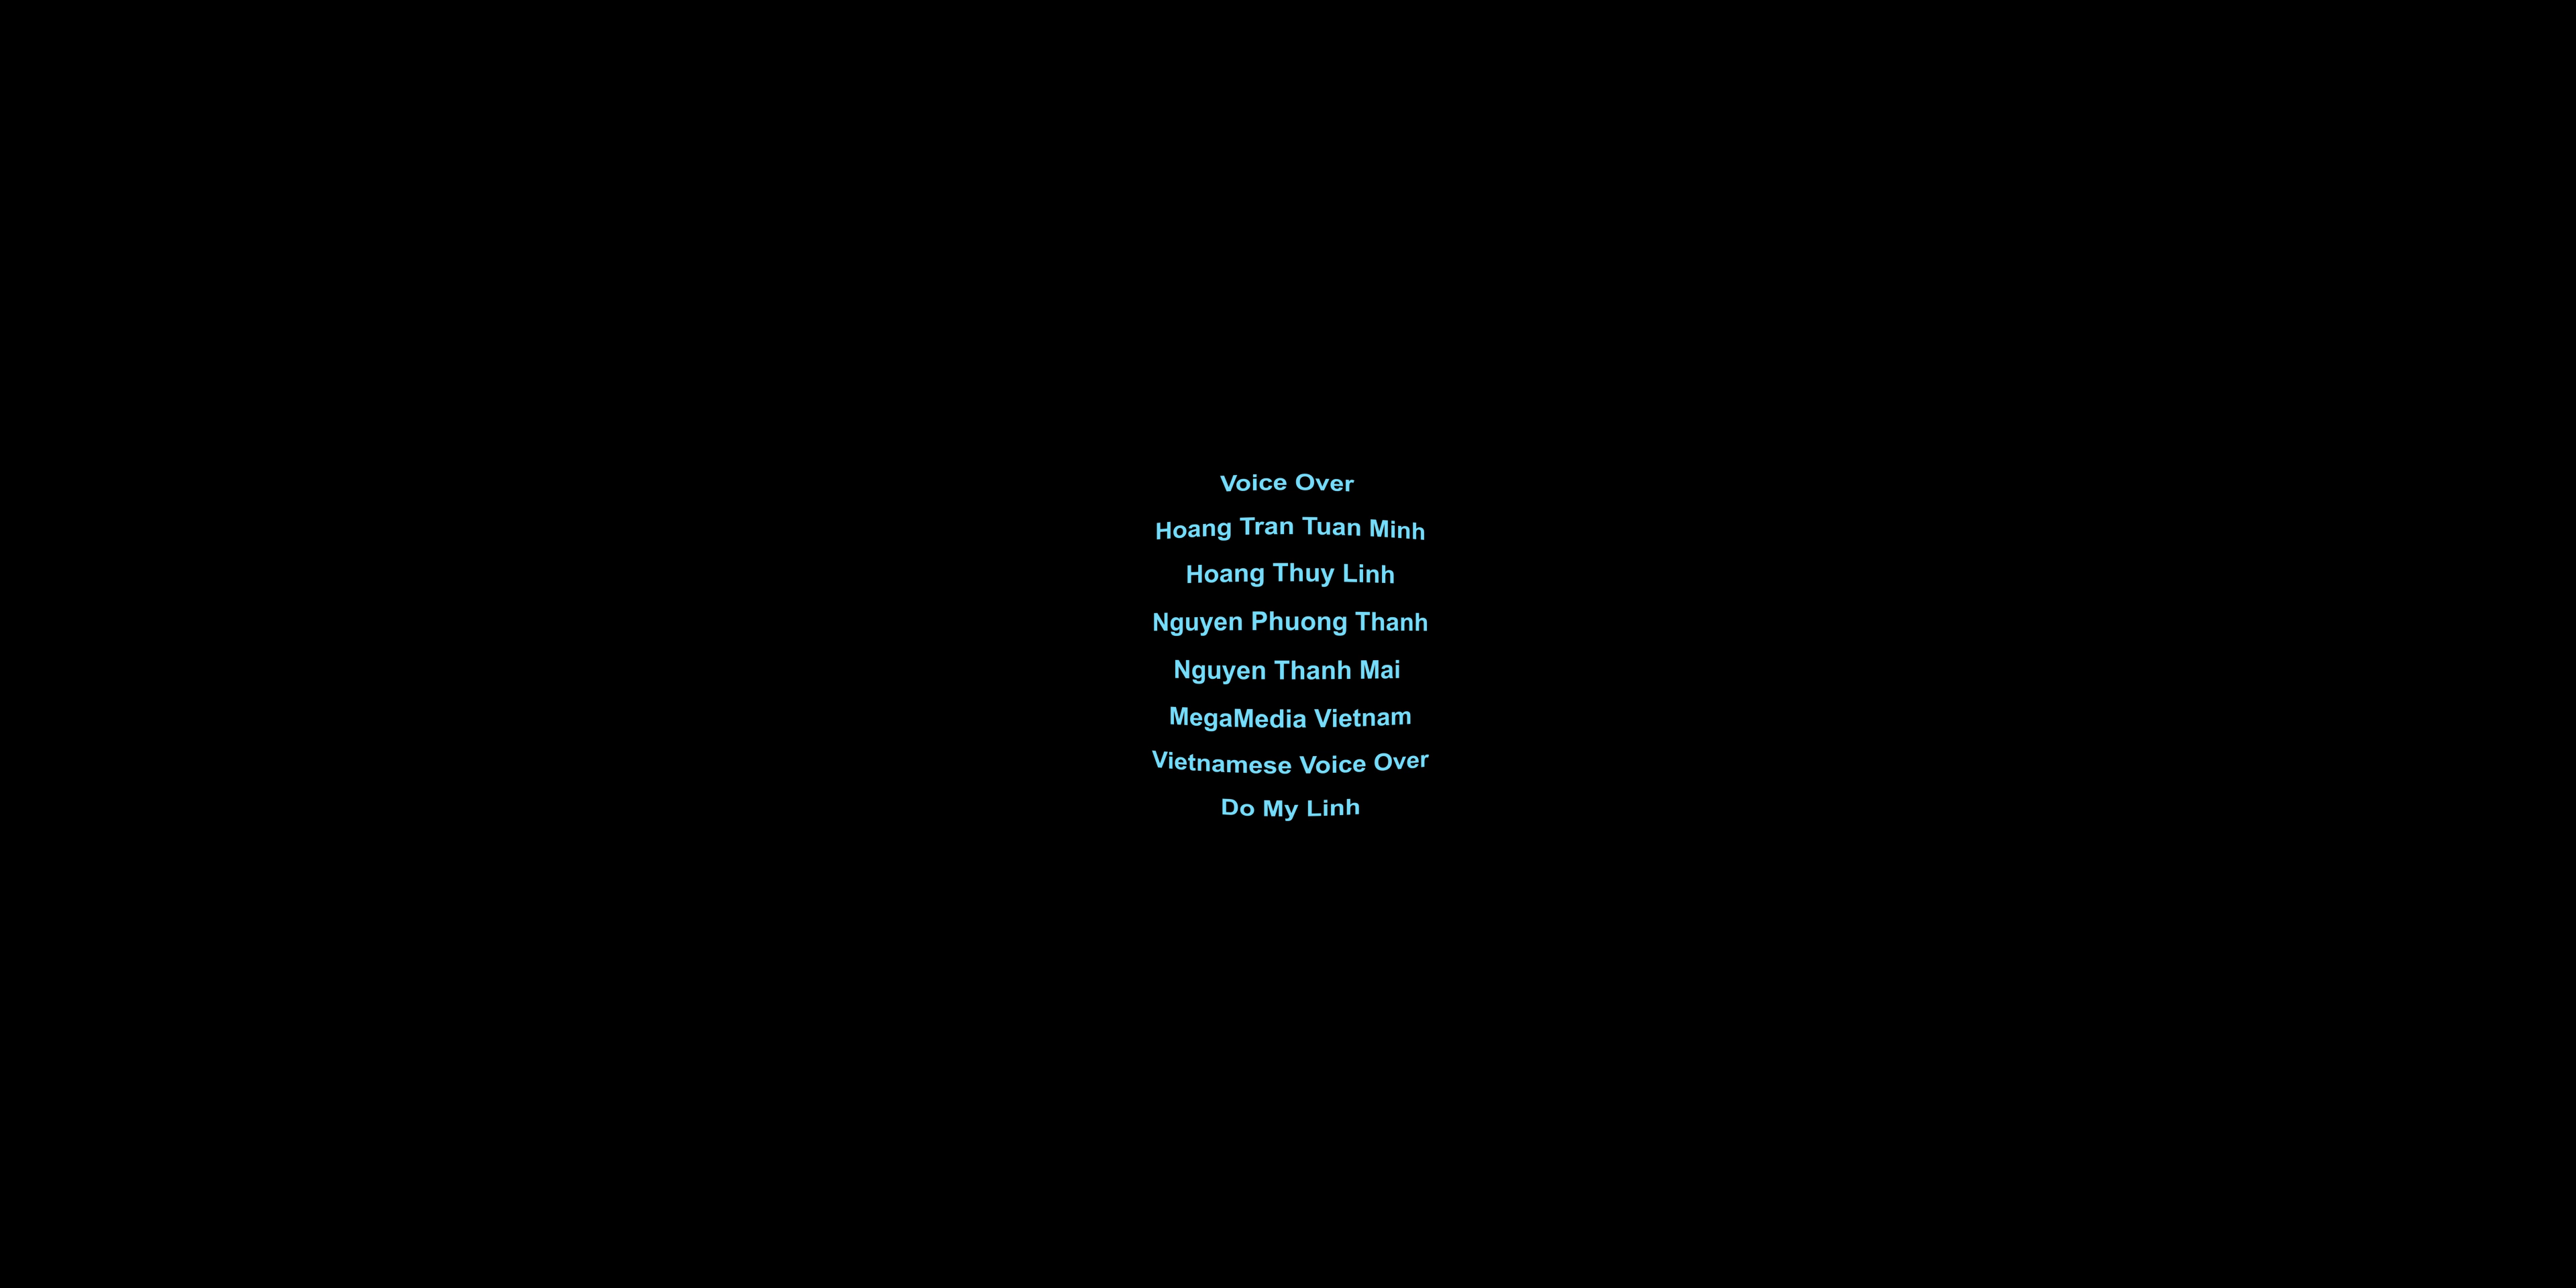 Voice Over
Hoang Tran Tuan Minh
Hoang Thuy Linh
Nguyen Phuong Thanh
Nguyen Thanh Mai
MegaMedia Vietnam
Vietnamese Voice Over
Do My Linh